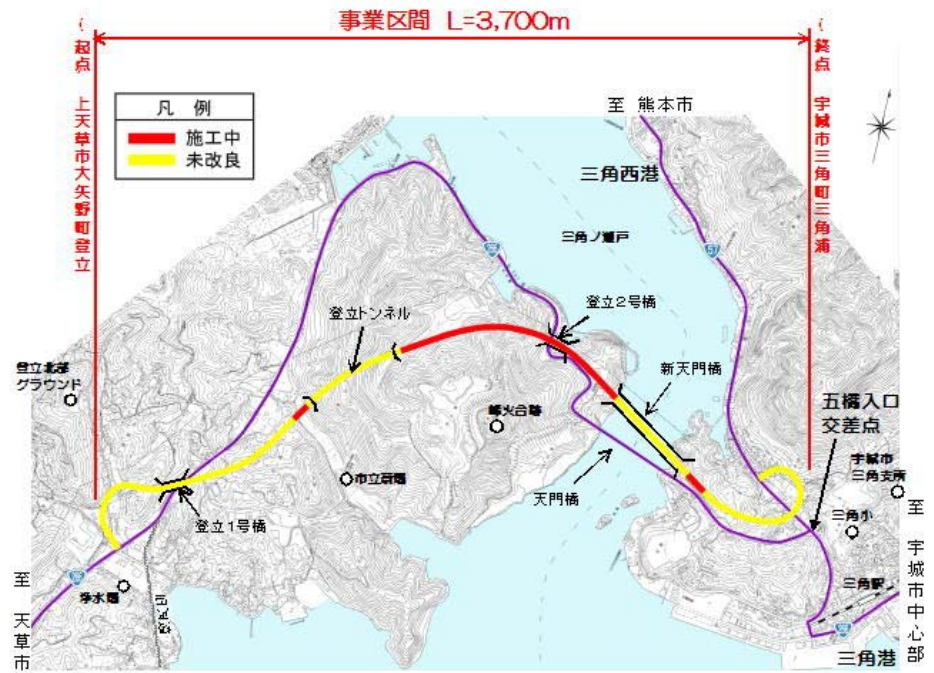 事業区間 L=3,700m
(起点 上天草市大矢野町登立
(終点 宇城市三角町三角浦
凡 例
施工中
未改良
至 熊本市
三角西港
三角ノ瀬戸
57
登立2号橋
登立トンネル
新天門橋
登立北部
グラウンド
烽火台跡
五橋入口
交差点
宇城市
三角支所
市立病院
天門橋
三角小
登立1号橋
至 宇城市中心部
至 天草市
浄水場
三角駅
三角港